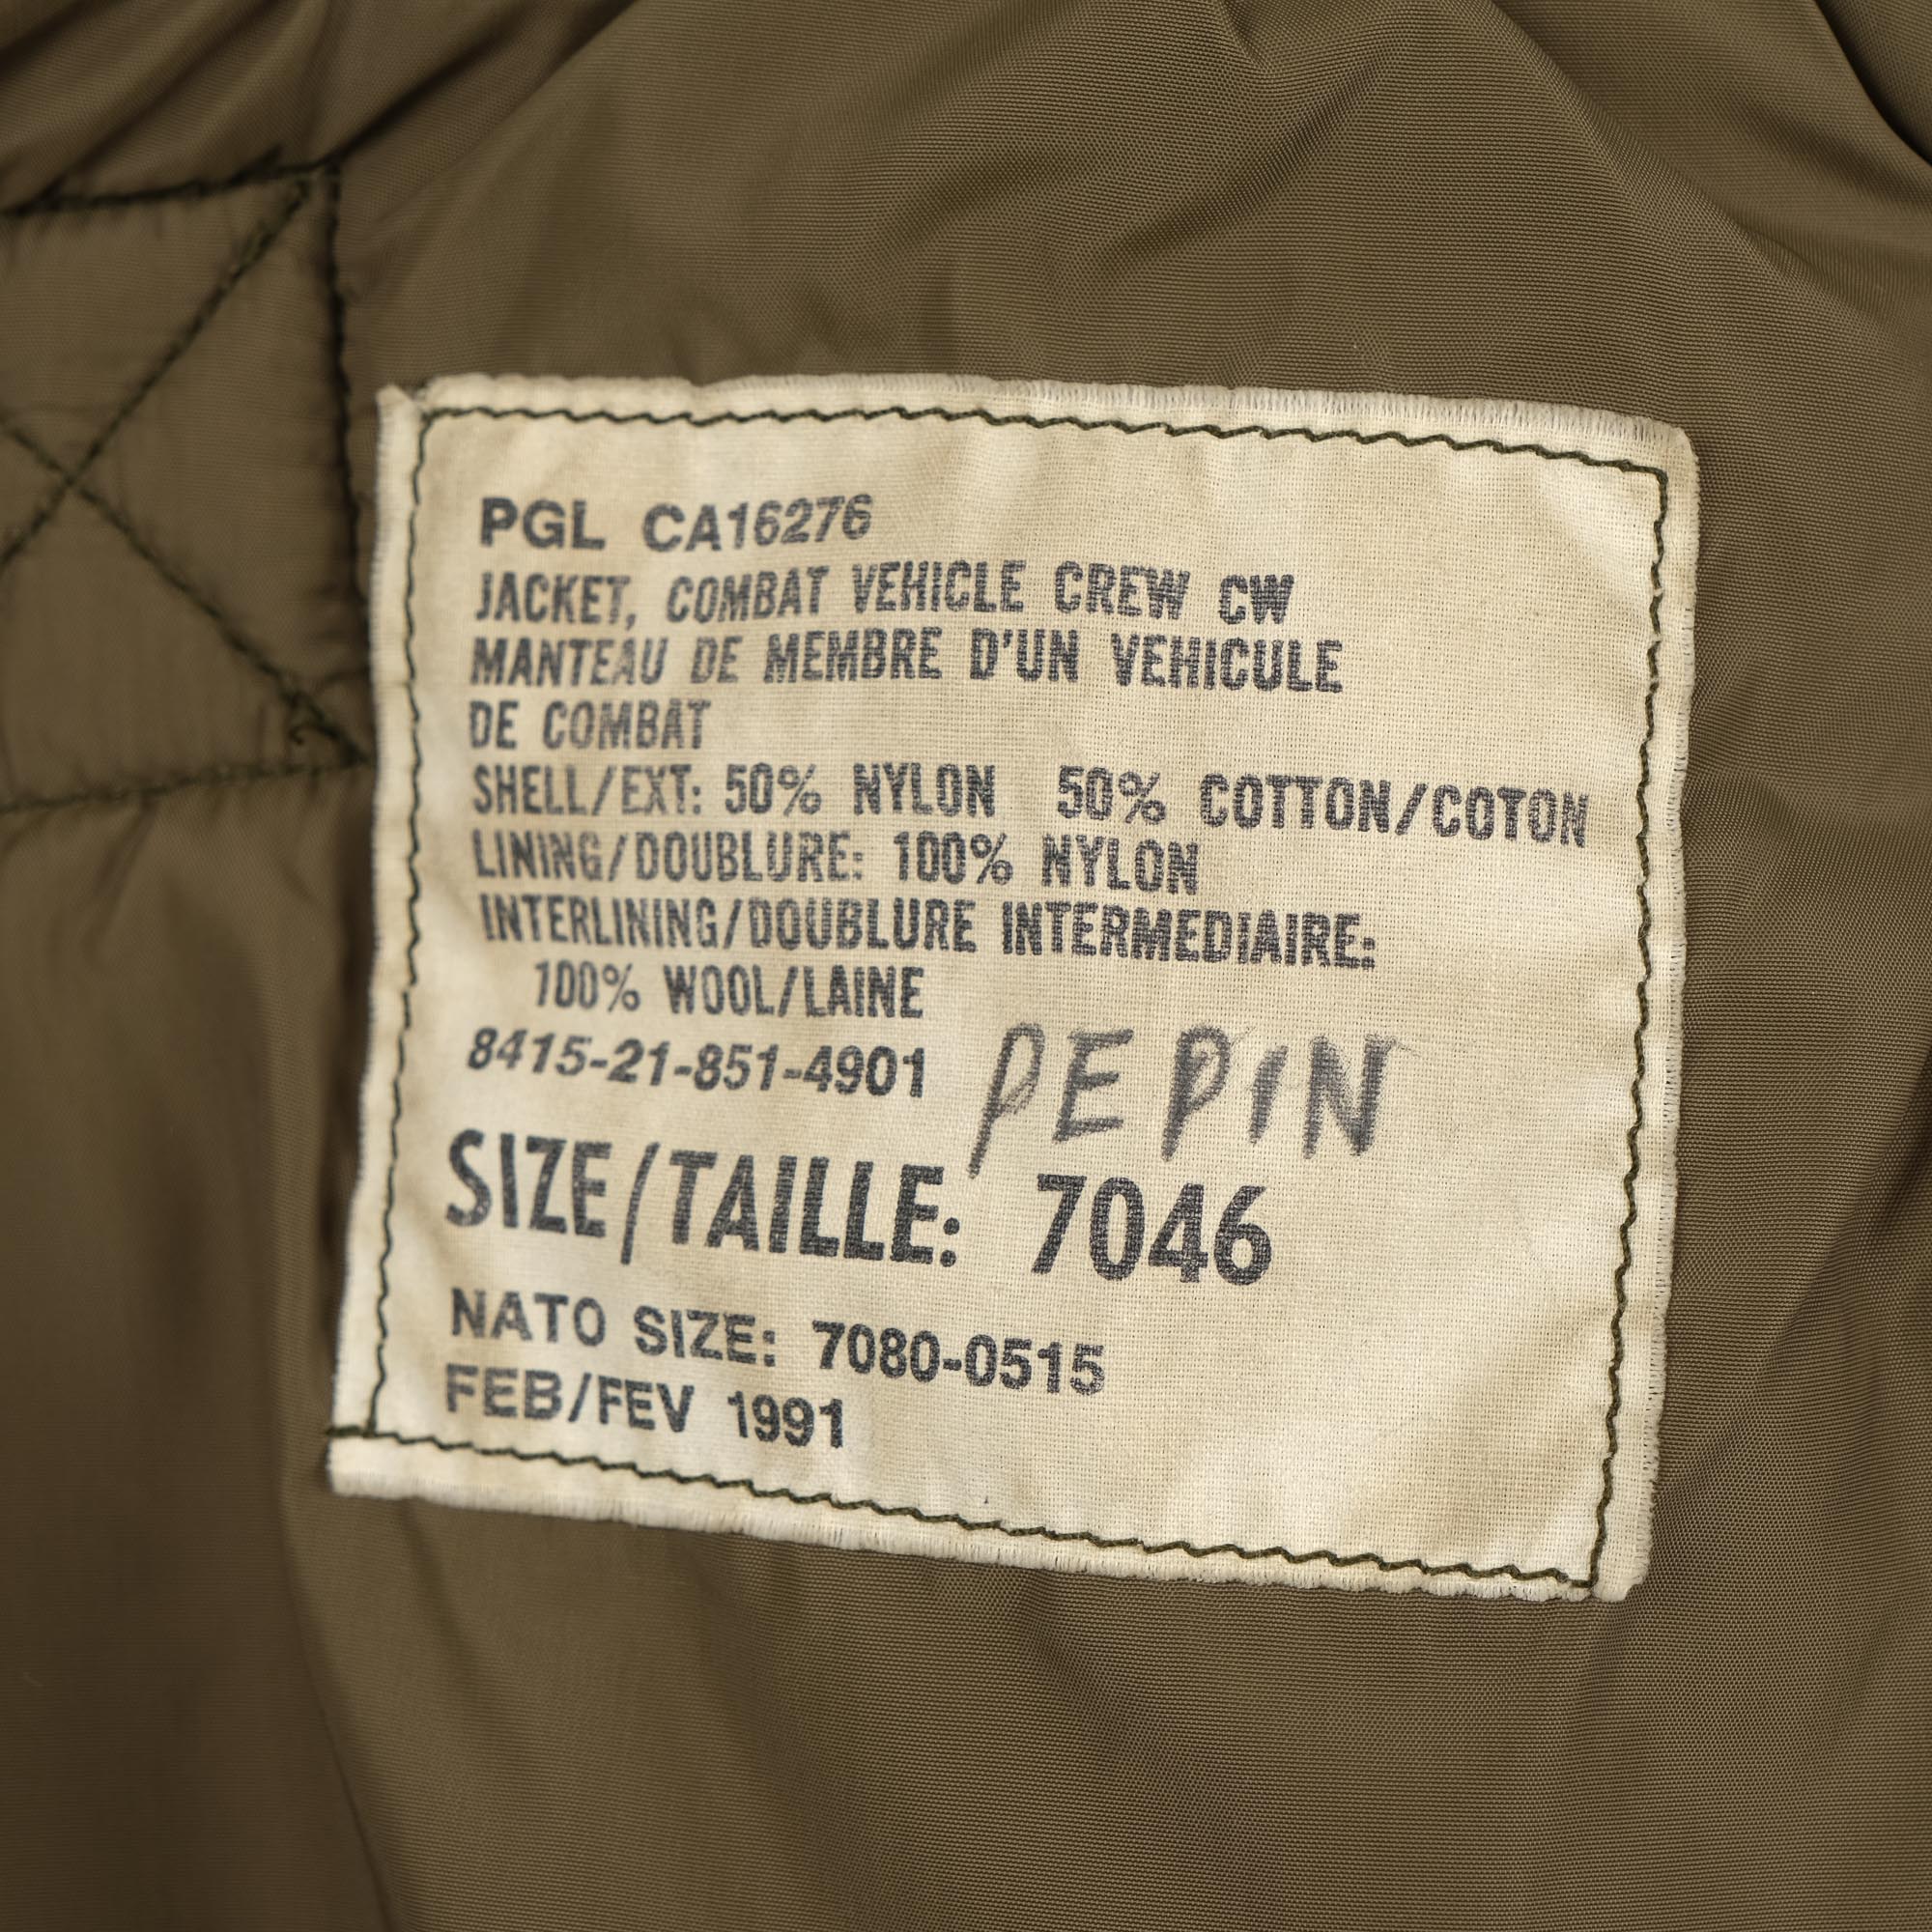 PGL CA16276
JACKET, COMBAT VEHICLE CREW CW
MANTEAU DE MEMBRE D'UN VEHICULE
DE COMBAT
SHELL/EXT: 50% NYLON 50% COTTON/COTON
LINING/DOUBLURE: 100% NYLON
INTERLINING/DOUBLURE INTERMEDIAIRE:
100% WOOL/LAINE
8415-21-851-4901 PEPIN
SIZE/TAILLE: 7046
NATO SIZE: 7080-0515
FEB/FEV 1991